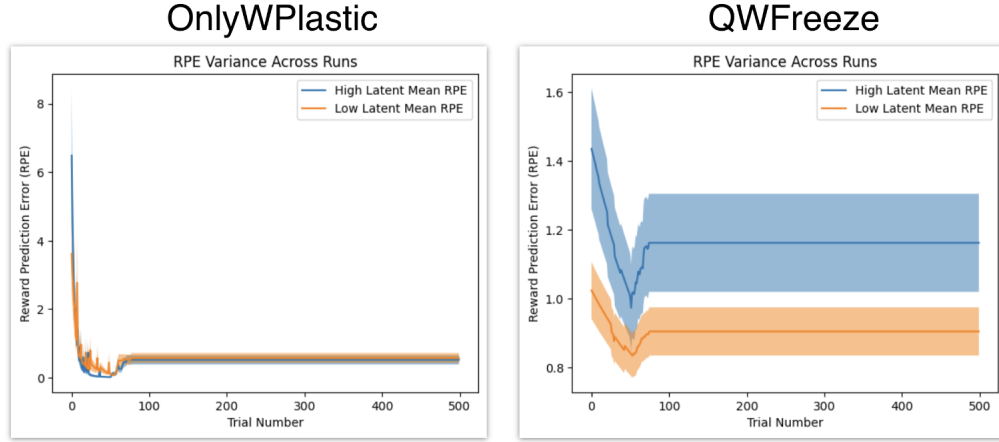 OnlyWPlastic
QWFreeze
RPE Variance Across Runs
High Latent Mean RPE
Low Latent Mean RPE
8
6
4
2
0
Reward Prediction Error (RPE)
0 100 200 300 400 500
Trial Number
RPE Variance Across Runs
High Latent Mean RPE
Low Latent Mean RPE
1.6
1.4
1.2
1.0
0.8
Reward Prediction Error (RPE)
0 100 200 300 400 500
Trial Number